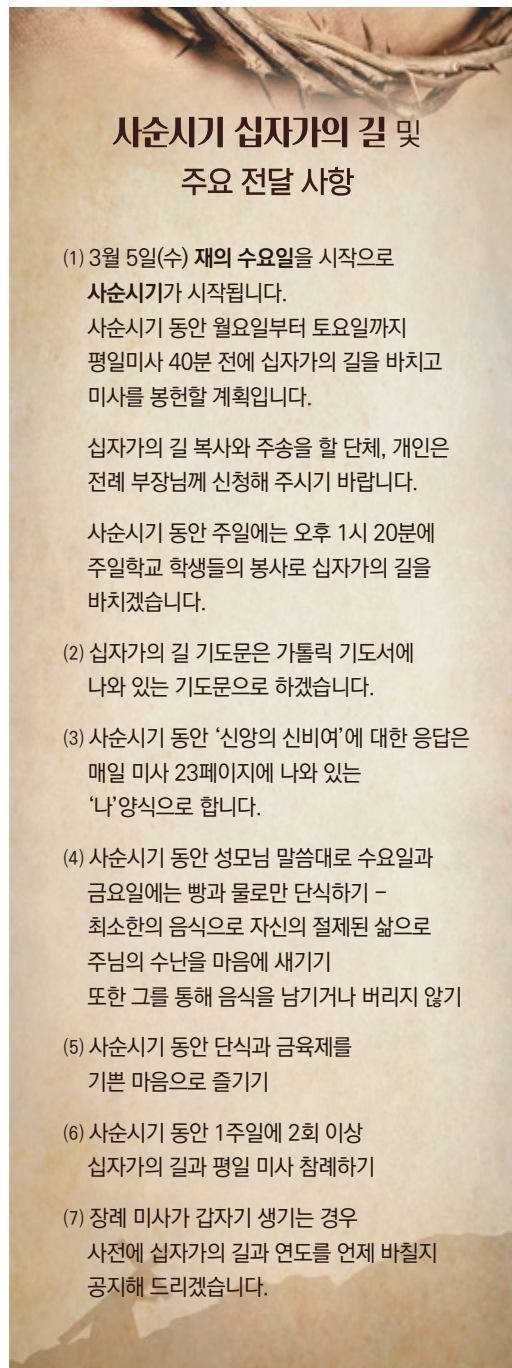 사순시기 십자가의 길 및
주요 전달 사항
(1) 3월 5일(수) 재의 수요일을 시작으로
사순시기가 시작됩니다.
사순시기 동안 월요일부터 토요일까지
평일미사 40분 전에 십자가의 길을 바치고
미사를 봉헌할 계획입니다.
십자가의 길 복사와 주송을 할 단체, 개인은
전례 부장님께 신청해 주시기 바랍니다.
사순시기 동안 주일에는 오후 1시 20분에
주일학교 학생들의 봉사로 십자가의 길을
바치겠습니다.
(2) 십자가의 길 기도문은 가톨릭 기도서에
나와 있는 기도문으로 하겠습니다.
(3) 사순시기 동안 ‘신앙의 신비여’에 대한 응답은
매일 미사 23페이지에 나와 있는
‘나’양식으로 합니다.
(4) 사순시기 동안 성모님 말씀대로 수요일과
금요일에는 빵과 물로만 단식하기 –
최소한의 음식으로 자신의 절제된 삶으로
주님의 수난을 마음에 새기기
또한 그를 통해 음식을 남기거나 버리지 않기
(5) 사순시기 동안 단식과 금육제를
기쁜 마음으로 즐기기
(6) 사순시기 동안 1주일에 2회 이상
십자가의 길과 평일 미사 참례하기
(7) 장례 미사가 갑자기 생기는 경우
사전에 십자가의 길과 연도를 언제 바칠지
공지해 드리겠습니다.